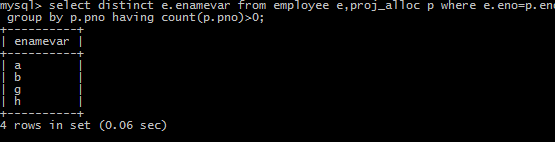 mysql> select distinct e.enamevar from employee e,proj_alloc p where e.eno=p.eno
 group by p.pno having count(p.pno)>0;
+----------+
| enamevar |
+----------+
| a        |
| b        |
| g        |
| h        |
+----------+
4 rows in set (0.06 sec)